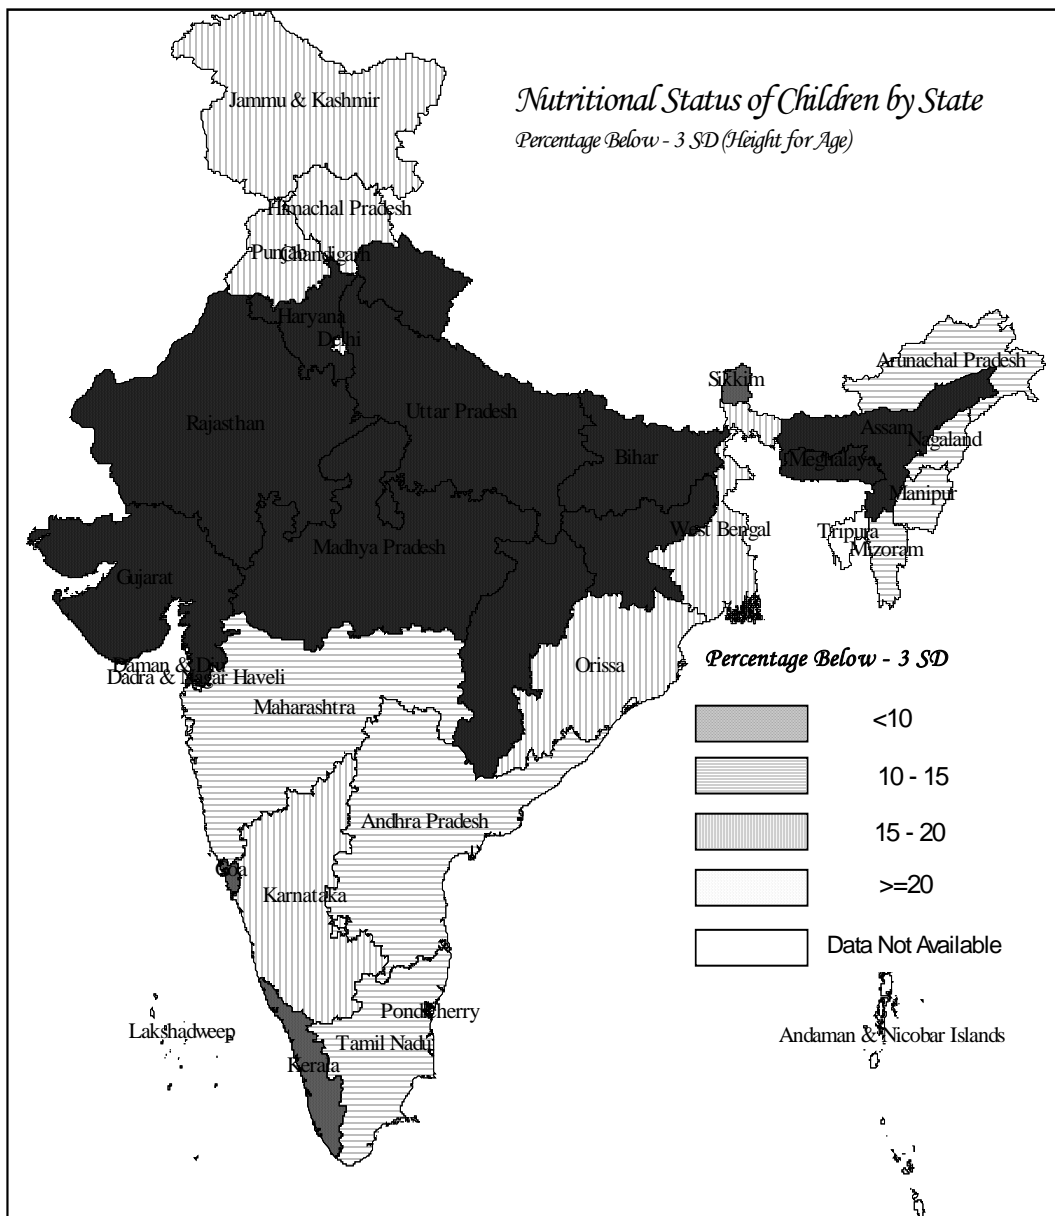 Nutritional Status of Children by State
Percentage Below - 3 SD (Height for Age)
Jammu & Kashmir
Himachal Pradesh
Punjab
Chandigarh
Haryana
Delhi
Arunachal Pradesh
Sikkim
Rajasthan
Uttar Pradesh
Assam
Nagaland
Bihar
Meghalaya
Manipur
West Bengal
Tripura
Madhya Pradesh
Mizoram
Gujarat
Daman & Diu
Dadra & Nagar Haveli
Orissa
Maharashtra
Percentage Below - 3 SD
<10
10 - 15
15 - 20
>=20
Data Not Available
Andhra Pradesh
Goa
Karnataka
Pondicherry
Lakshadweep
Tamil Nadu
Kerala
Andaman & Nicobar Islands